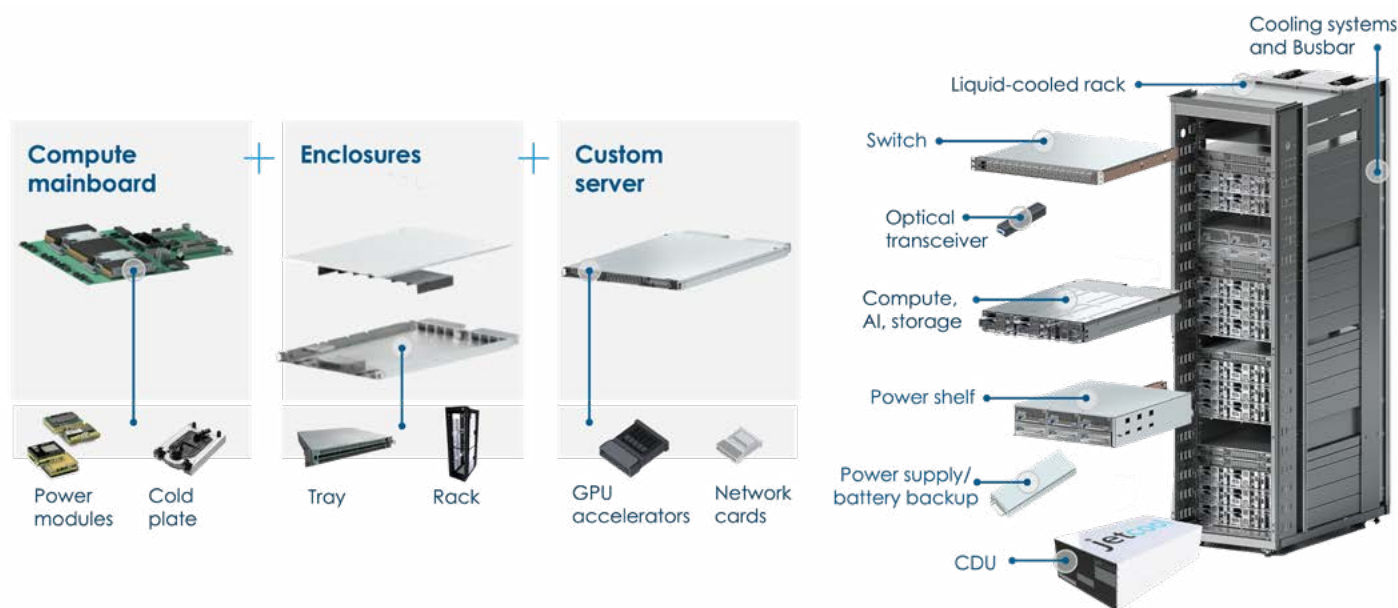 Compute
mainboard
Enclosures
Custom
server
Power
modules
Cold
plate
Tray
Rack
GPU
accelerators
Network
cards
Cooling systems
and Busbar
Liquid-cooled rack
Switch
Optical
transceiver
Compute,
AI, storage
Power shelf
Power supply/
battery backup
CDU
jetcool